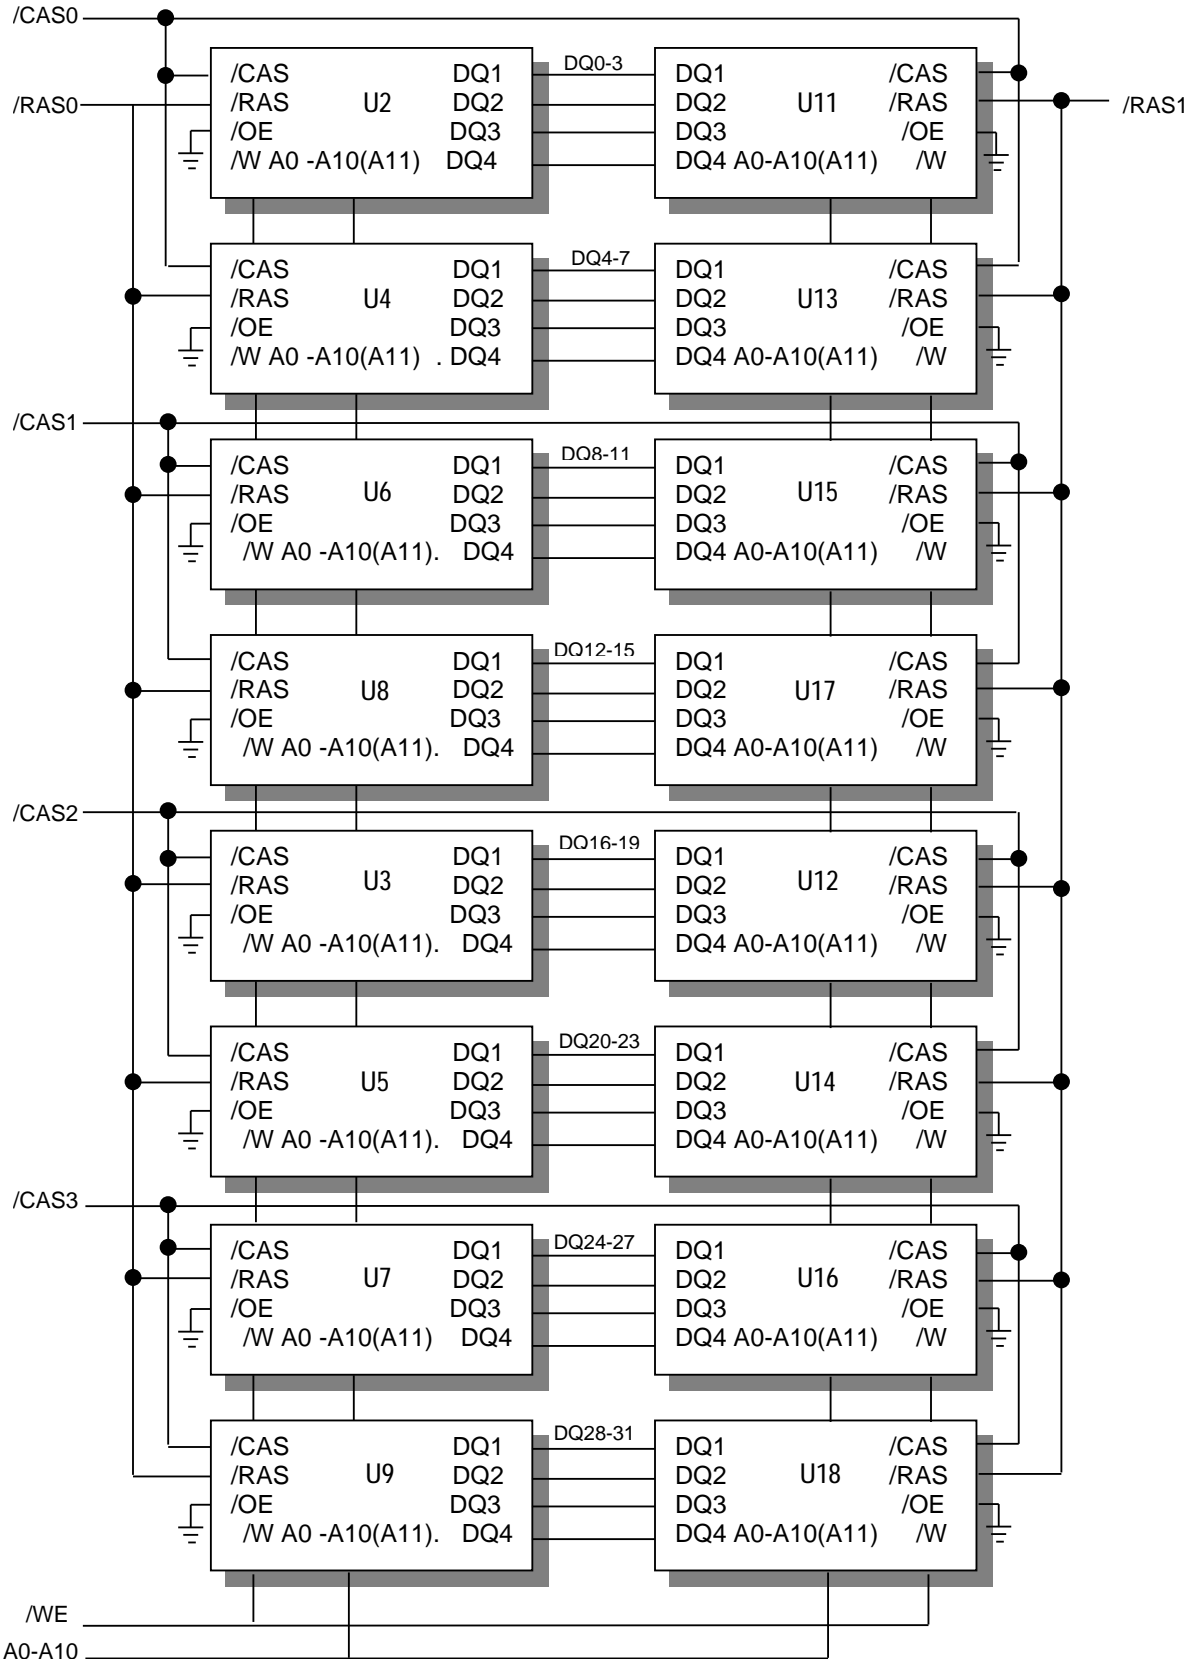 /CAS0
DQ0-3
/CAS DQ1 DQ1 /CAS
/RAS0 /RAS U2 DQ2 DQ2 U11 /RAS /RAS1
/OE DQ3 DQ3 /OE
/W A0 -A10(A11) DQ4 DQ4 A0-A10(A11) /W
DQ4-7
/CAS DQ1 DQ1 /CAS
/RAS U4 DQ2 DQ2 U13 /RAS
/OE DQ3 DQ3 /OE
/W A0 -A10(A11) . DQ4 DQ4 A0-A10(A11) /W
/CAS1
DQ8-11
/CAS DQ1 DQ1 /CAS
/RAS U6 DQ2 DQ2 U15 /RAS
/OE DQ3 DQ3 /OE
/W A0 -A10(A11). DQ4 DQ4 A0-A10(A11) /W
DQ12-15
/CAS DQ1 DQ1 /CAS
/RAS U8 DQ2 DQ2 U17 /RAS
/OE DQ3 DQ3 /OE
/W A0 -A10(A11). DQ4 DQ4 A0-A10(A11) /W
/CAS2
DQ16-19
/CAS DQ1 DQ1 /CAS
/RAS U3 DQ2 DQ2 U12 /RAS
/OE DQ3 DQ3 /OE
/W A0 -A10(A11). DQ4 DQ4 A0-A10(A11) /W
DQ20-23
/CAS DQ1 DQ1 /CAS
/RAS U5 DQ2 DQ2 U14 /RAS
/OE DQ3 DQ3 /OE
/W A0 -A10(A11). DQ4 DQ4 A0-A10(A11) /W
/CAS3
DQ24-27
/CAS DQ1 DQ1 /CAS
/RAS U7 DQ2 DQ2 U16 /RAS
/OE DQ3 DQ3 /OE
/W A0 -A10(A11) DQ4 DQ4 A0-A10(A11) /W
DQ28-31
/CAS DQ1 DQ1 /CAS
/RAS U9 DQ2 DQ2 U18 /RAS
/OE DQ3 DQ3 /OE
/W A0 -A10(A11). DQ4 DQ4 A0-A10(A11) /W
/WE
A0-A10